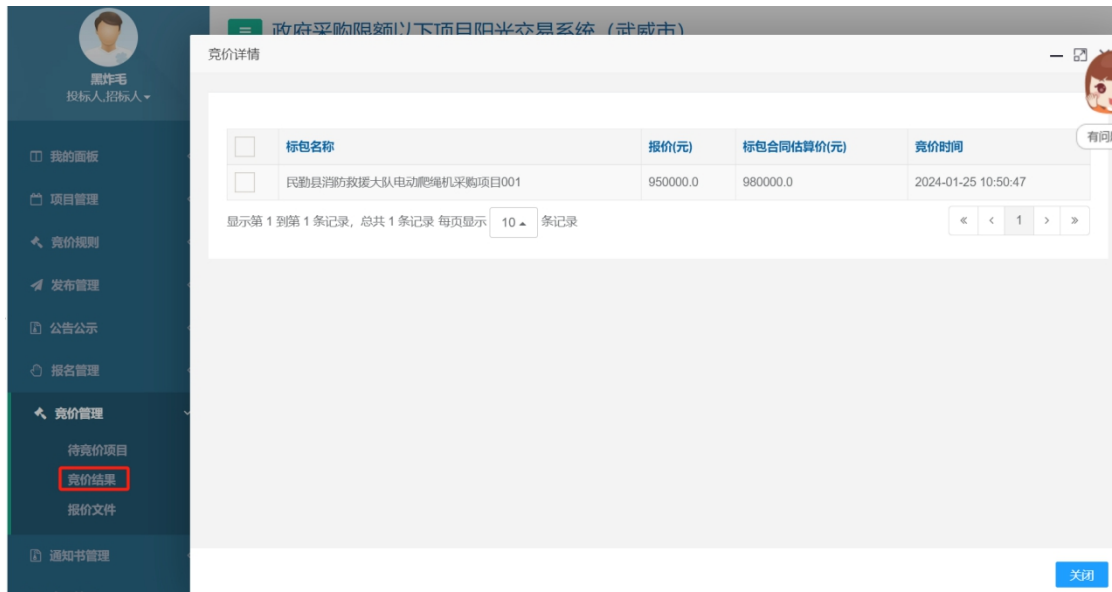 政府采购限额以下项目阳光交易系统（武威市）
黑炸毛
投标人,招标人
我的面板
项目管理
竞价规则
发布管理
公告公示
报名管理
竞价管理
待竞价项目
竞价结果
报价文件
通知书管理
竞价详情
有问
标包名称 报价(元) 标包合同估算价(元) 竞价时间
民勤县消防救援大队电动爬绳机采购项目001 950000.0 980000.0 2024-01-25 10:50:47
显示第 1 到第 1 条记录，总共 1 条记录 每页显示 10 条记录
« ‹ 1 › »
关闭